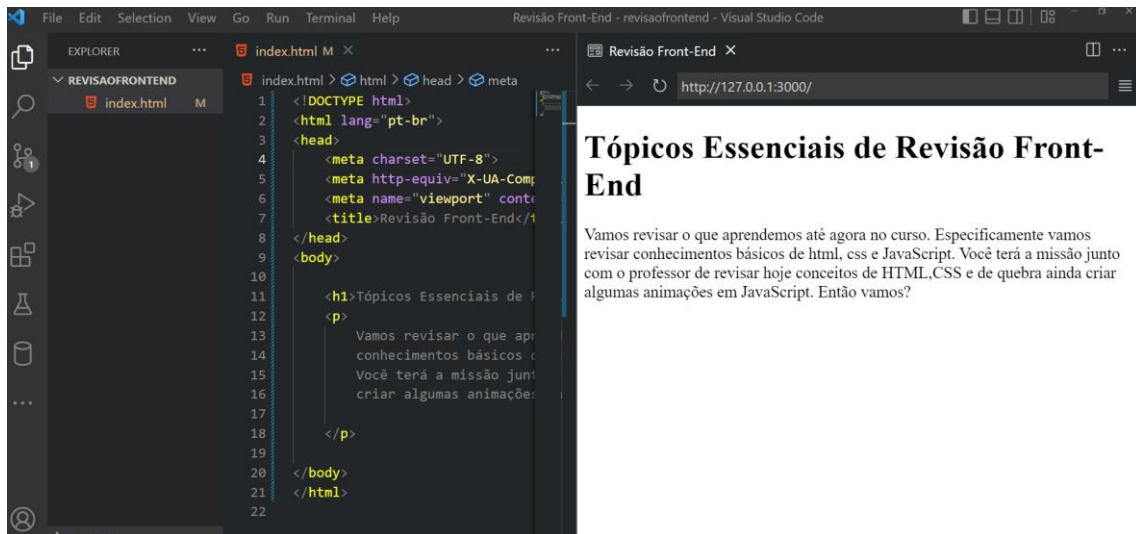 File Edit Selection View Go Run Terminal Help Revisão Front-End - revisaofrontend - Visual Studio Code
EXPLORER
REVISAOFRONTEND
index.html M
index.html M
index.html > html > head > meta
1 <!DOCTYPE html>
2 <html lang="pt-br">
3 <head>
4 <meta charset="UTF-8">
5 <meta http-equiv="X-UA-Comp
6 <meta name="viewport" conte
7 <title>Revisão Front-End</t
8 </head>
9 <body>
10
11 <h1>Tópicos Essenciais de R
12 <p>
13 Vamos revisar o que apr
14 conhecimentos básicos
15 Você terá a missão junt
16 criar algumas animações
17
18 </p>
19
20 </body>
21 </html>
22
1
Revisão Front-End
http://127.0.0.1:3000/
Tópicos Essenciais de Revisão Front-
End
Vamos revisar o que aprendemos até agora no curso. Especificamente vamos
revisar conhecimentos básicos de html, css e JavaScript. Você terá a missão junto
com o professor de revisar hoje conceitos de HTML,CSS e de quebra ainda criar
algumas animações em JavaScript. Então vamos?